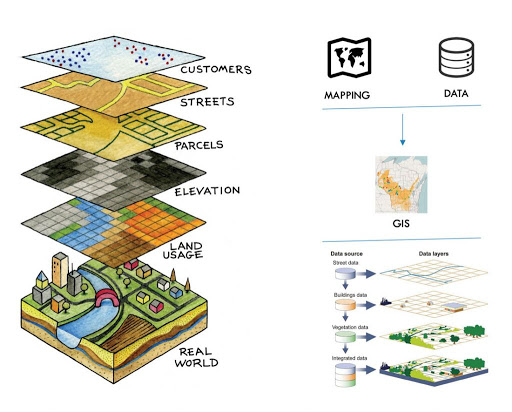 CUSTOMERS
STREETS
PARCELS
ELEVATION
LAND
USAGE
REAL
WORLD
MAPPING
DATA
GIS
Data source
Data layers
Street data
Buildings data
Vegetation data
Integrated data